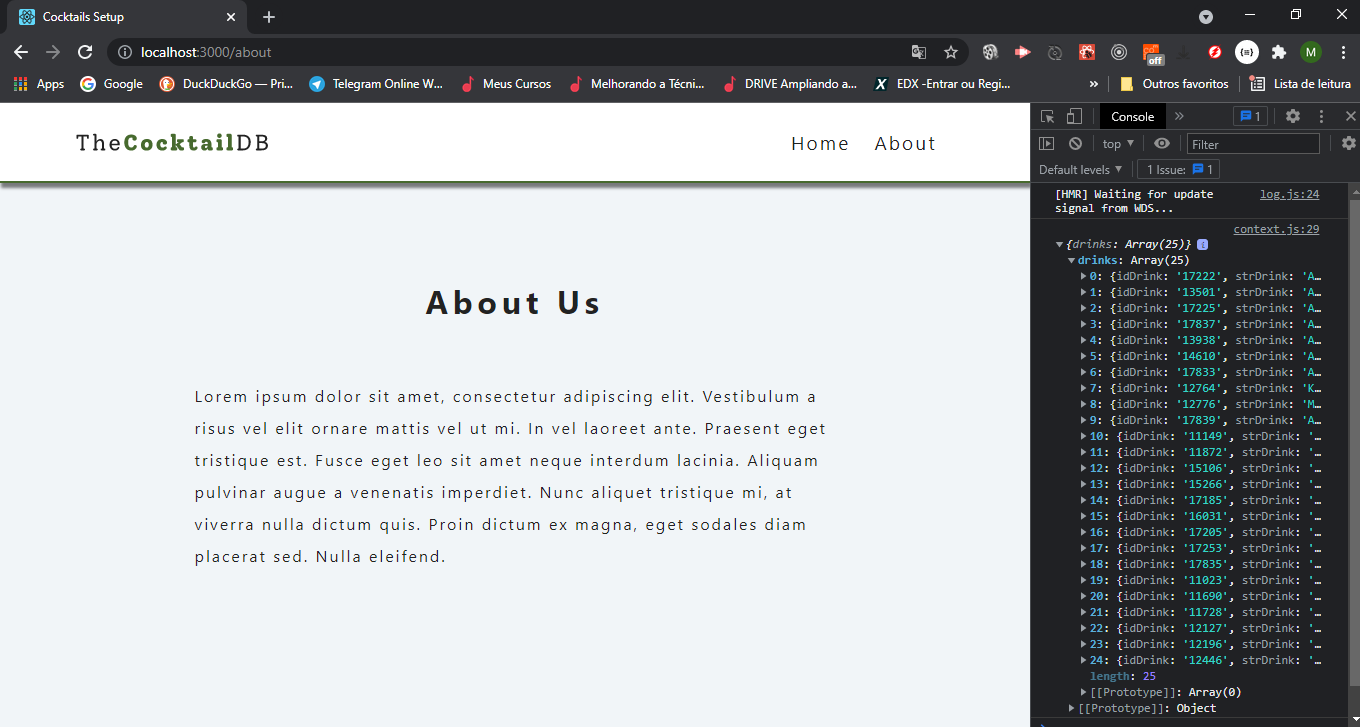 Cocktails Setup
localhost:3000/about
off
M
Apps
Google
DuckDuckGo — Pri...
Telegram Online W...
Meus Cursos
Melhorando a Técni...
DRIVE Ampliando a...
EDX -Entrar ou Regi...
»
Outros favoritos
Lista de leitura
TheCocktailDB
Home
About
About Us
Lorem ipsum dolor sit amet, consectetur adipiscing elit. Vestibulum a
risus vel elit ornare mattis vel ut mi. In vel laoreet ante. Praesent eget
tristique est. Fusce eget leo sit amet neque interdum lacinia. Aliquam
pulvinar augue a venenatis imperdiet. Nunc aliquet tristique mi, at
viverra nulla dictum quis. Proin dictum ex magna, eget sodales diam
placerat sed. Nulla eleifend.
Console
»
1
top
Filter
Default levels
1 Issue: 1
[HMR] Waiting for update log.js:24
signal from WDS...
context.js:29
{drinks: Array(25)} i
drinks: Array(25)
0: {idDrink: '17222', strDrink: 'A…
1: {idDrink: '13501', strDrink: 'A…
2: {idDrink: '17225', strDrink: 'A…
3: {idDrink: '17837', strDrink: 'A…
4: {idDrink: '13938', strDrink: 'A…
5: {idDrink: '14610', strDrink: 'A…
6: {idDrink: '17833', strDrink: 'A…
7: {idDrink: '12764', strDrink: 'K…
8: {idDrink: '12776', strDrink: 'M…
9: {idDrink: '17839', strDrink: 'A…
10: {idDrink: '11149', strDrink: '…
11: {idDrink: '11872', strDrink: '…
12: {idDrink: '15106', strDrink: '…
13: {idDrink: '15266', strDrink: '…
14: {idDrink: '17185', strDrink: '…
15: {idDrink: '16031', strDrink: '…
16: {idDrink: '17205', strDrink: '…
17: {idDrink: '17253', strDrink: '…
18: {idDrink: '17835', strDrink: '…
19: {idDrink: '11023', strDrink: '…
20: {idDrink: '11690', strDrink: '…
21: {idDrink: '11728', strDrink: '…
22: {idDrink: '12127', strDrink: '…
23: {idDrink: '12196', strDrink: '…
24: {idDrink: '12446', strDrink: '…
length: 25
[[Prototype]]: Array(0)
[[Prototype]]: Object